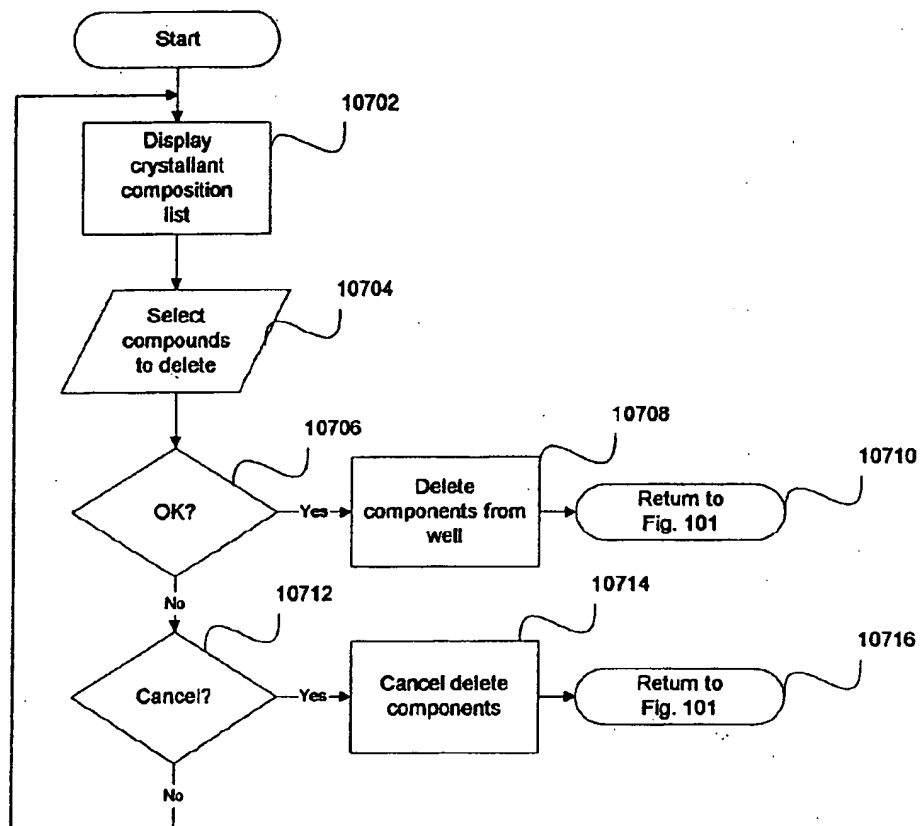 Start
10702
Display
crystallant
composition
list
10704
Select
compounds
to delete
10706
OK?
Yes
10708
Delete
components from
well
10710
Return to
Fig. 101
No
10712
Cancel?
Yes
10714
Cancel delete
components
10716
Return to
Fig. 101
No